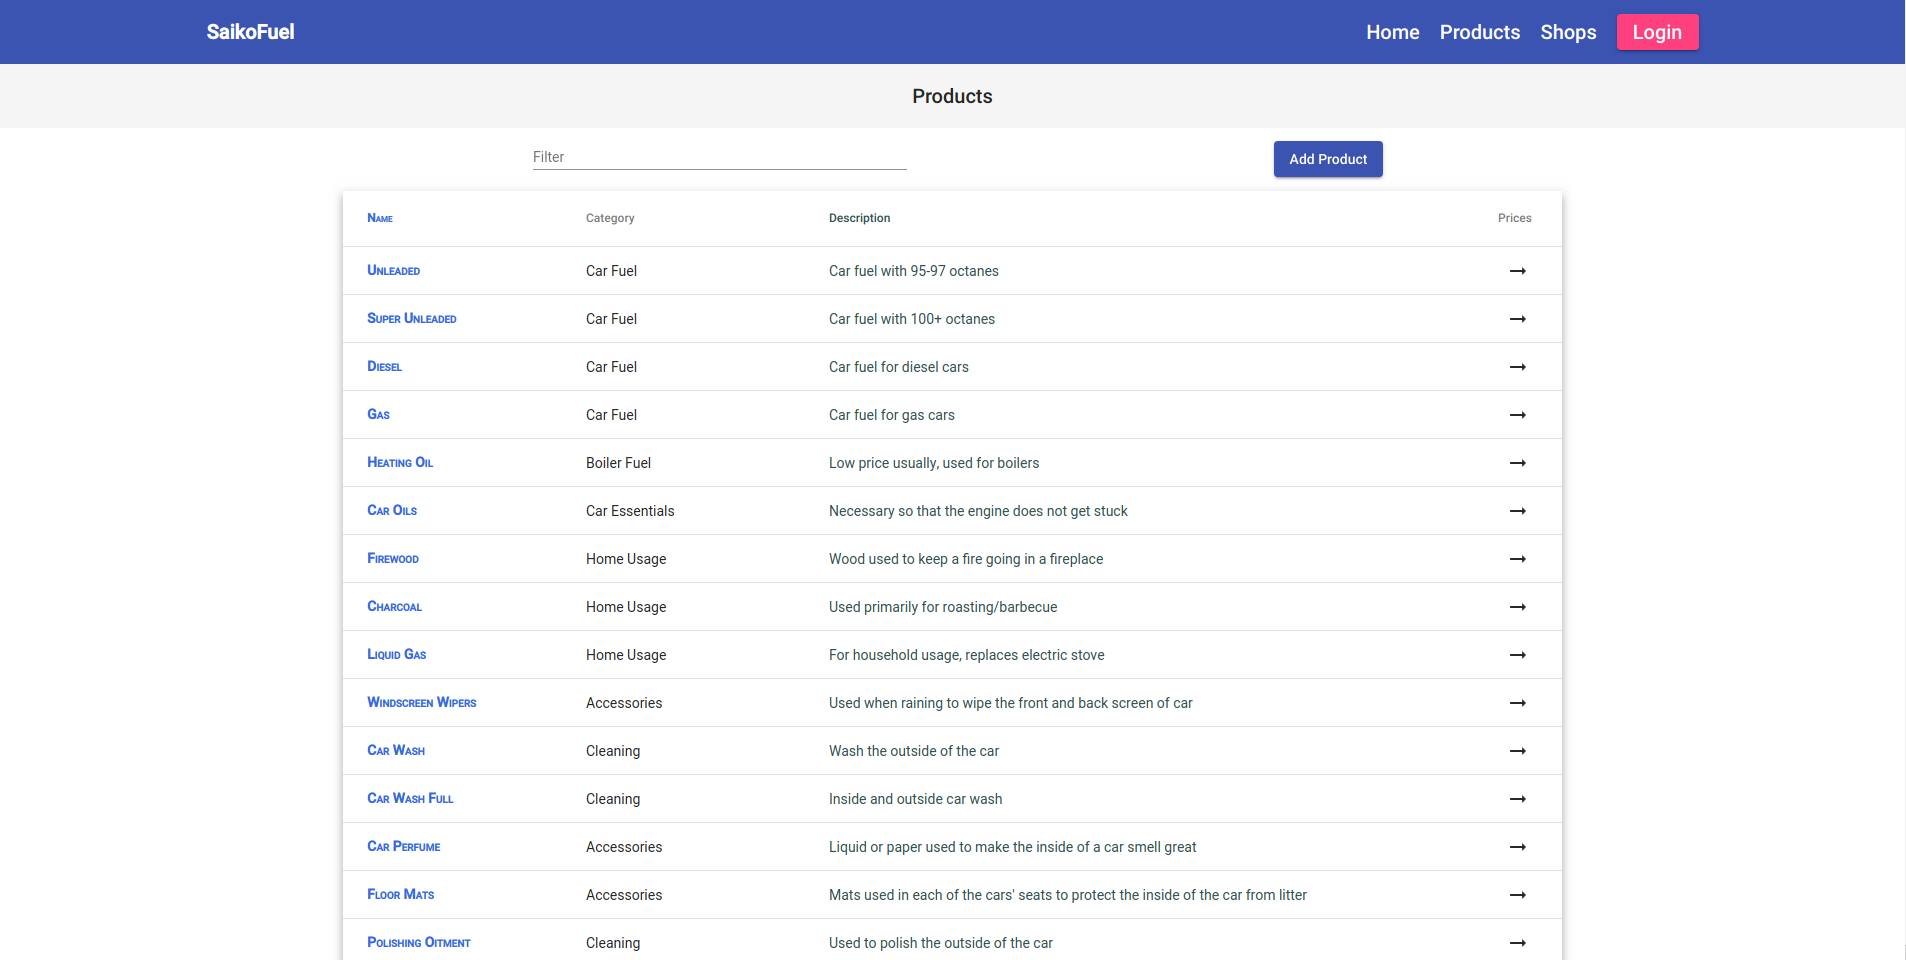 SaikoFuel Home Products Shops Login
Products
Filter Add Product
Name Category Description Prices
Unleaded Car Fuel Car fuel with 95-97 octanes
Super Unleaded Car Fuel Car fuel with 100+ octanes
Diesel Car Fuel Car fuel for diesel cars
Gas Car Fuel Car fuel for gas cars
Heating Oil Boiler Fuel Low price usually, used for boilers
Car Oils Car Essentials Necessary so that the engine does not get stuck
Firewood Home Usage Wood used to keep a fire going in a fireplace
Charcoal Home Usage Used primarily for roasting/barbecue
Liquid Gas Home Usage For household usage, replaces electric stove
Windscreen Wipers Accessories Used when raining to wipe the front and back screen of car
Car Wash Cleaning Wash the outside of the car
Car Wash Full Cleaning Inside and outside car wash
Car Perfume Accessories Liquid or paper used to make the inside of a car smell great
Floor Mats Accessories Mats used in each of the cars' seats to protect the inside of the car from litter
Polishing Oitment Cleaning Used to polish the outside of the car